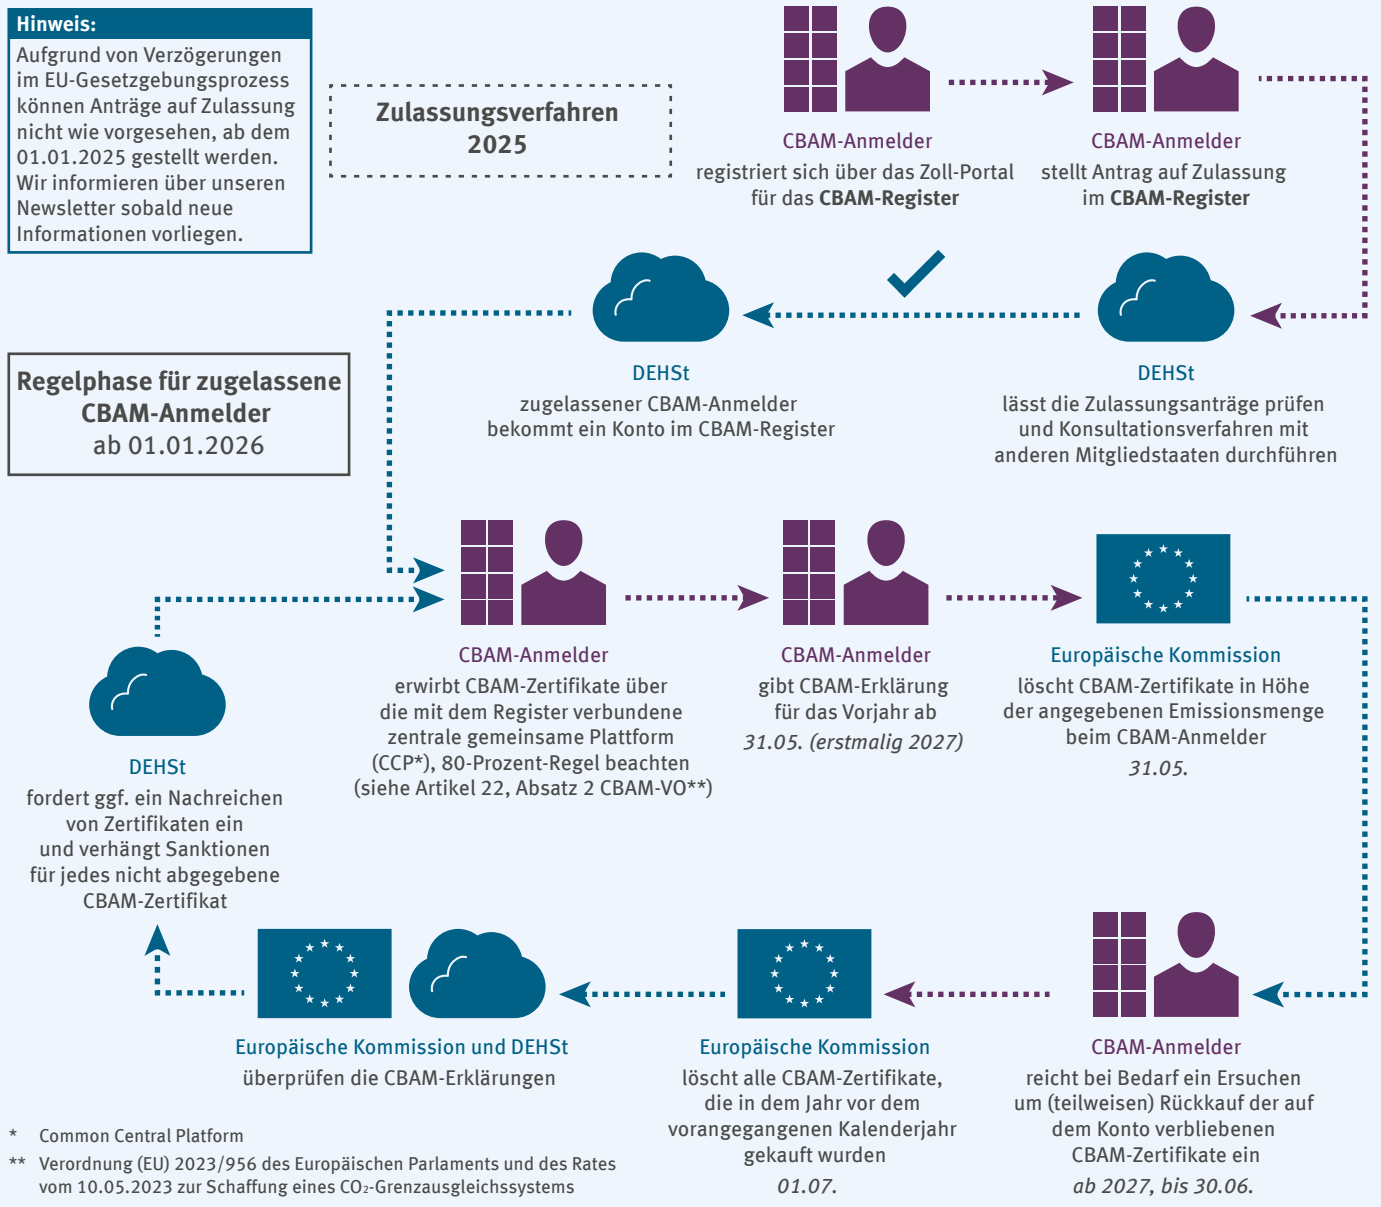 Hinweis:
Aufgrund von Verzögerungen
im EU-Gesetzgebungsprozess
können Anträge auf Zulassung
nicht wie vorgesehen, ab dem
01.01.2025 gestellt werden.
Wir informieren über unseren
Newsletter sobald neue
Informationen vorliegen.
Zulassungsverfahren
2025
CBAM-Anmelder
registriert sich über das Zoll-Portal
für das CBAM-Register
CBAM-Anmelder
stellt Antrag auf Zulassung
im CBAM-Register
DEHSt
lässt die Zulassungsanträge prüfen
und Konsultationsverfahren mit
anderen Mitgliedstaaten durchführen
DEHSt
zugelassener CBAM-Anmelder
bekommt ein Konto im CBAM-Register
Regelphase für zugelassene
CBAM-Anmelder
ab 01.01.2026
CBAM-Anmelder
erwirbt CBAM-Zertifikate über
die mit dem Register verbundene
zentrale gemeinsame Plattform
(CCP*), 80-Prozent-Regel beachten
(siehe Artikel 22, Absatz 2 CBAM-VO**)
CBAM-Anmelder
gibt CBAM-Erklärung
für das Vorjahr ab
31.05. (erstmalig 2027)
Europäische Kommission
löscht CBAM-Zertifikate in Höhe
der angegebenen Emissionsmenge
beim CBAM-Anmelder
31.05.
CBAM-Anmelder
reicht bei Bedarf ein Ersuchen
um (teilweisen) Rückkauf der auf
dem Konto verbliebenen
CBAM-Zertifikate ein
ab 2027, bis 30.06.
Europäische Kommission
löscht alle CBAM-Zertifikate,
die in dem Jahr vor dem
vorangegangenen Kalenderjahr
gekauft wurden
01.07.
Europäische Kommission und DEHSt
überprüfen die CBAM-Erklärungen
DEHSt
fordert ggf. ein Nachreichen
von Zertifikaten ein
und verhängt Sanktionen
für jedes nicht abgegebene
CBAM-Zertifikat
* Common Central Platform
** Verordnung (EU) 2023/956 des Europäischen Parlaments und des Rates
vom 10.05.2023 zur Schaffung eines CO₂-Grenzausgleichssystems